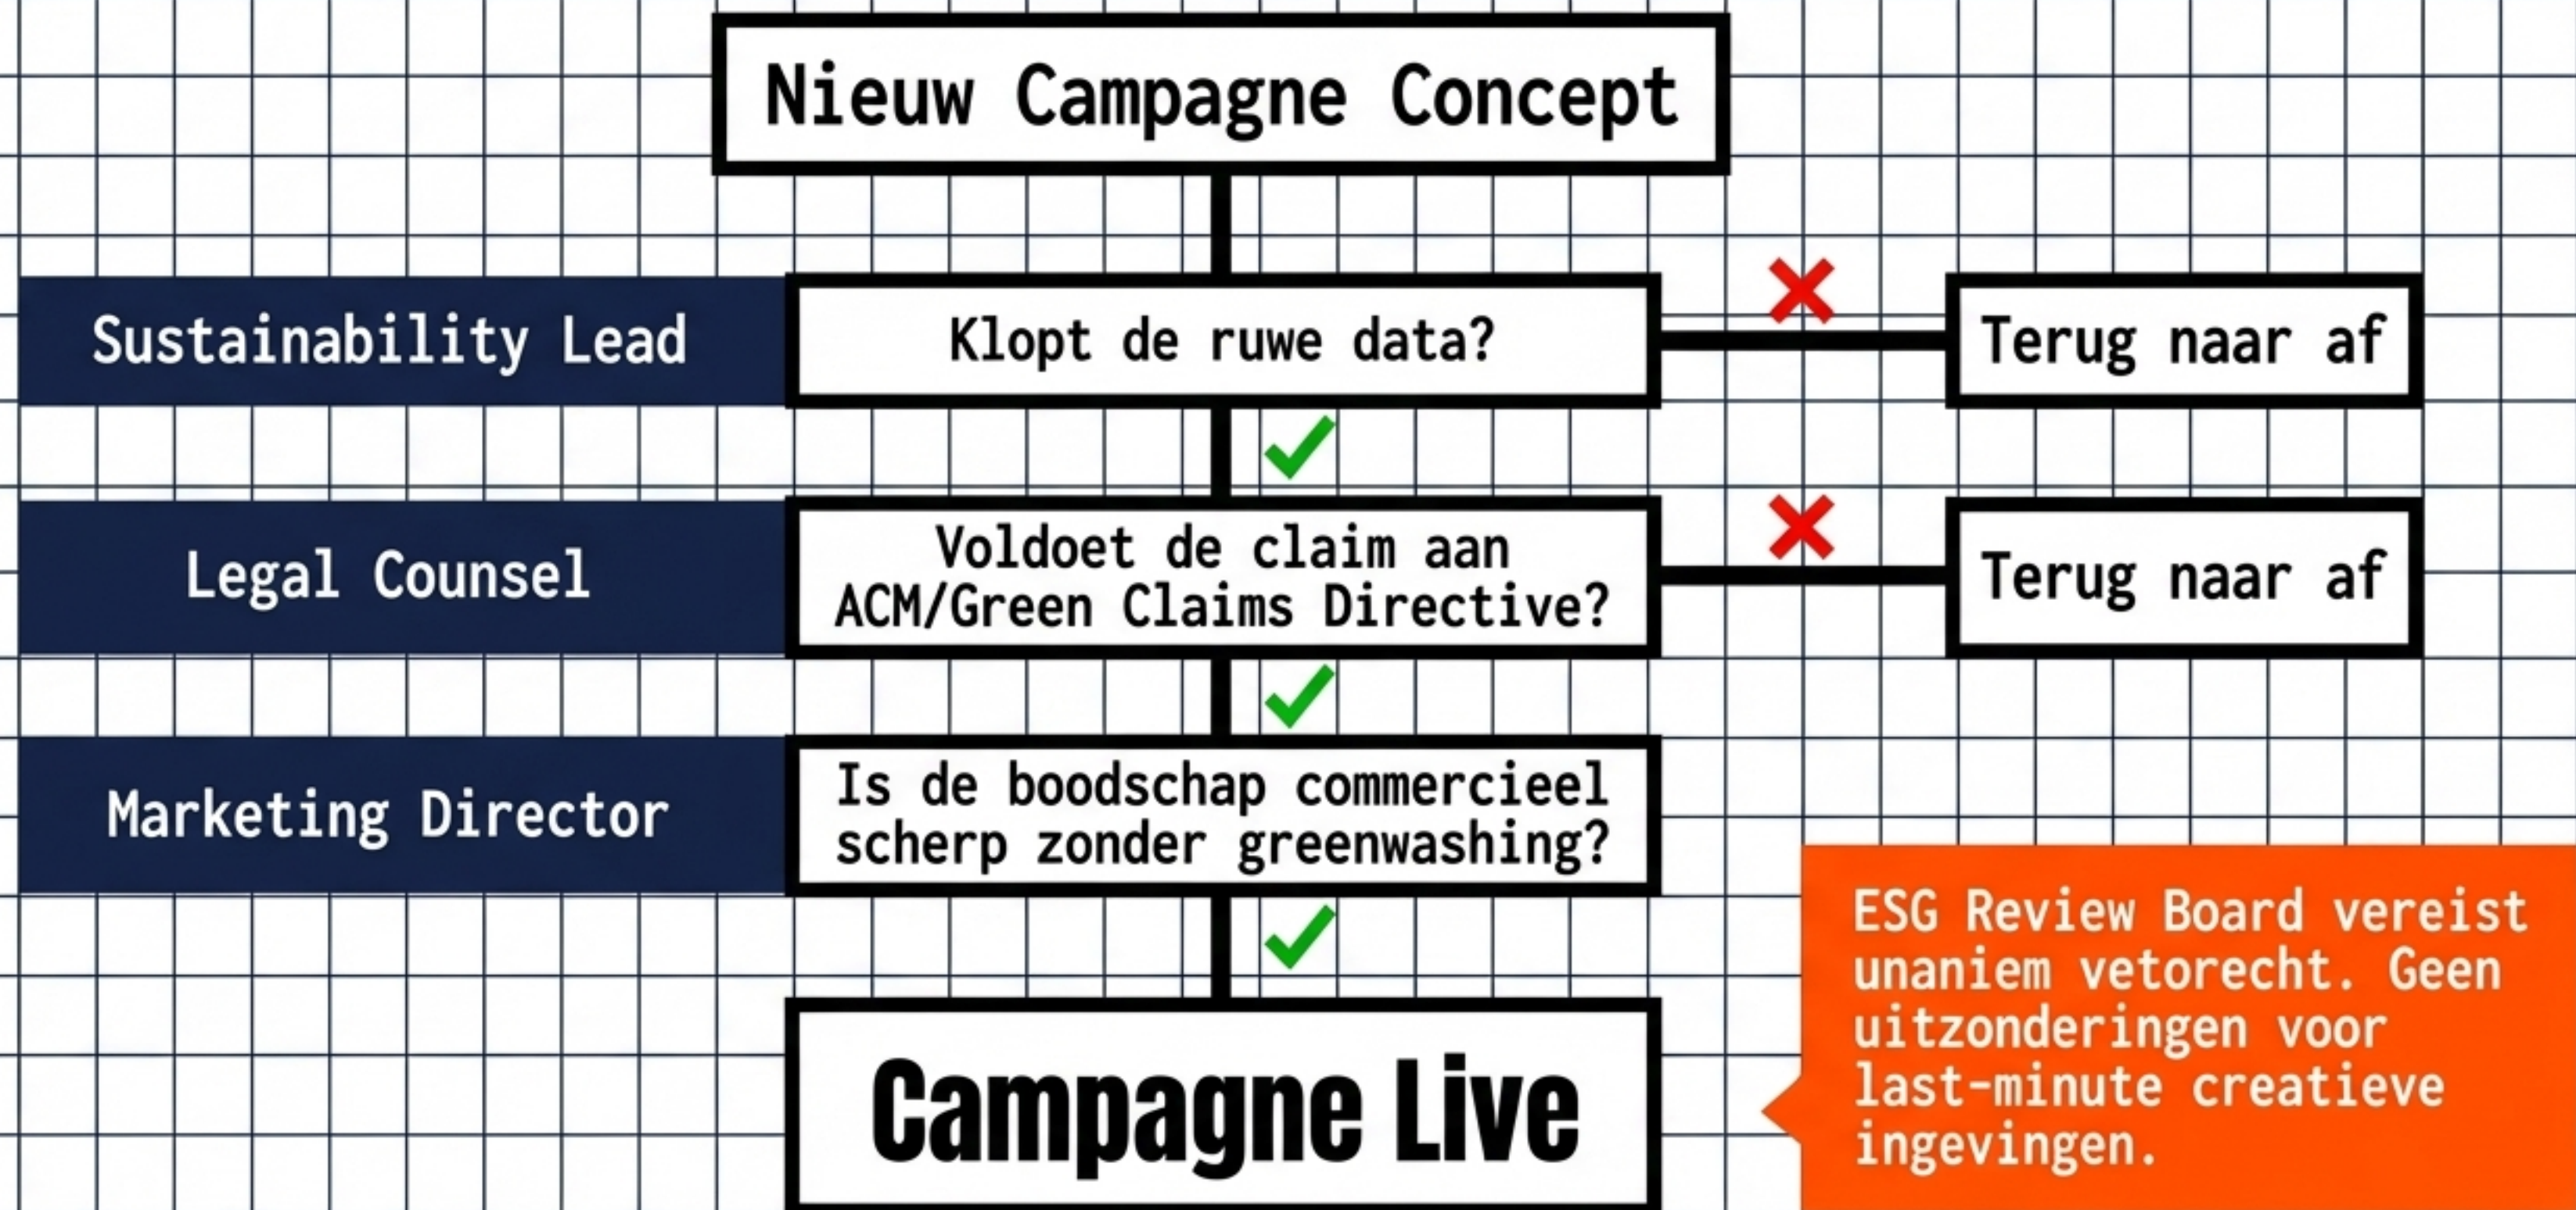 Nieuw Campagne Concept
Sustainability Lead
Klopt de ruwe data?
Terug naar af
Legal Counsel
Voldoet de claim aan
ACM/Green Claims Directive?
Terug naar af
Marketing Director
Is de boodschap commercieel
scherp zonder greenwashing?
ESG Review Board vereist
unaniem vetorecht. Geen
uitzonderingen voor
last-minute creatieve
ingevingen.
Campagne Live